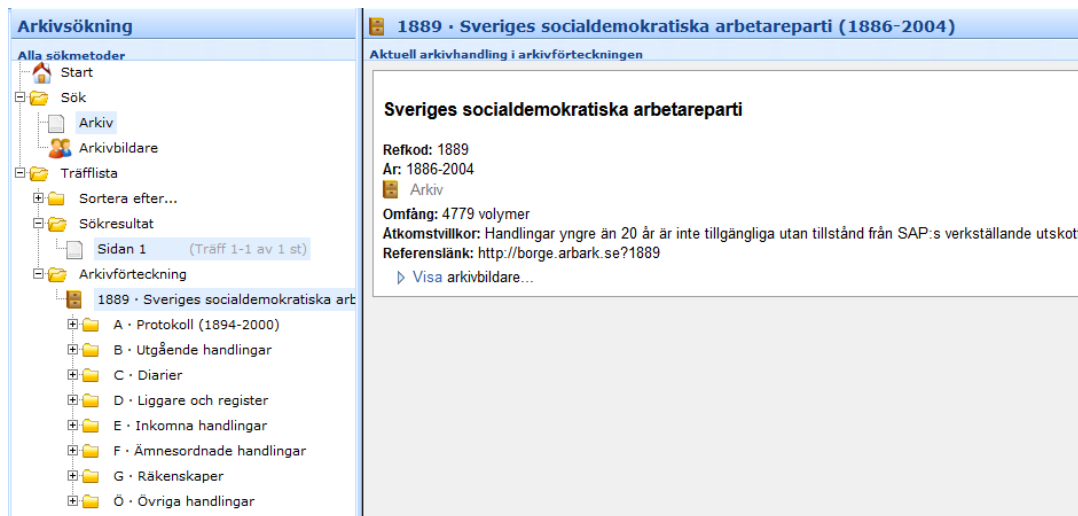 Arkivsökning
Alla sökmetoder
Start
Sök
Arkiv
Arkivbildare
Träfflista
Sortera efter...
Sökresultat
Sidan 1 (Träff 1-1 av 1 st)
Arkivförteckning
1889 · Sveriges socialdemokratiska arb
A · Protokoll (1894-2000)
B · Utgående handlingar
C · Diarier
D · Liggare och register
E · Inkomna handlingar
F · Ämnesordnade handlingar
G · Räkenskaper
Ö · Övriga handlingar
1889 · Sveriges socialdemokratiska arbetareparti (1886-2004)
Aktuell arkivhandling i arkivförteckningen
Sveriges socialdemokratiska arbetareparti
Refkod: 1889
År: 1886-2004
Arkiv
Omfång: 4779 volymer
Åtkomstvillkor: Handlingar yngre än 20 år är inte tillgängliga utan tillstånd från SAP:s verkställande utskot
Referenslänk: http://borge.arbark.se?1889
Visa arkivbildare...